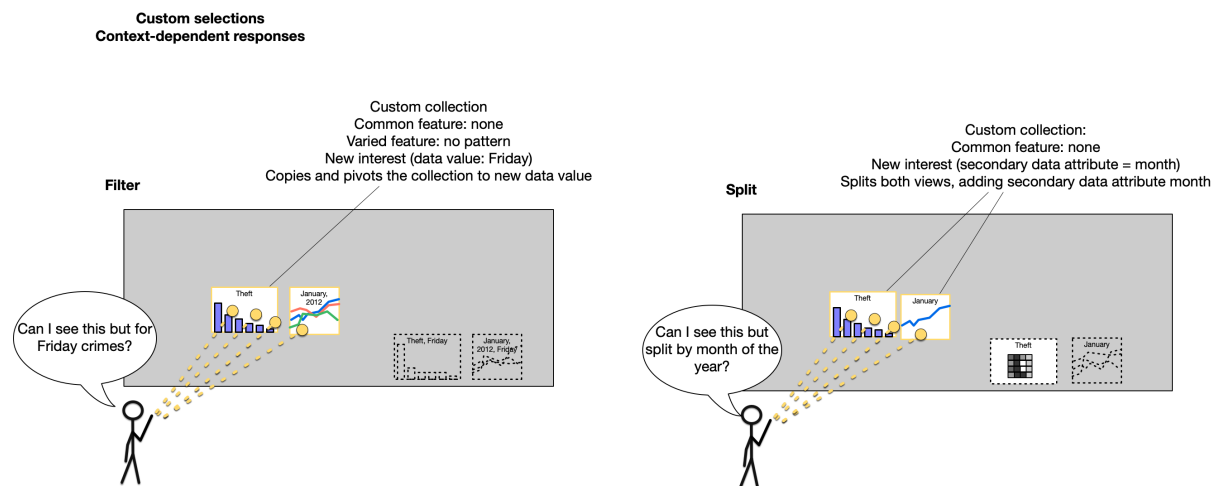 Custom selections
Context-dependent responses
Custom collection
Common feature: none
Varied feature: no pattern
New interest (data value: Friday)
Copies and pivots the collection to new data value
Filter
Theft
January,
2012
Can I see this but for
Friday crimes?
Theft, Friday
January,
2012, Friday
Custom collection:
Common feature: none
New interest (secondary data attribute = month)
Splits both views, adding secondary data attribute month
Split
Theft
January
Can I see this but
split by month of the
year?
Theft
January